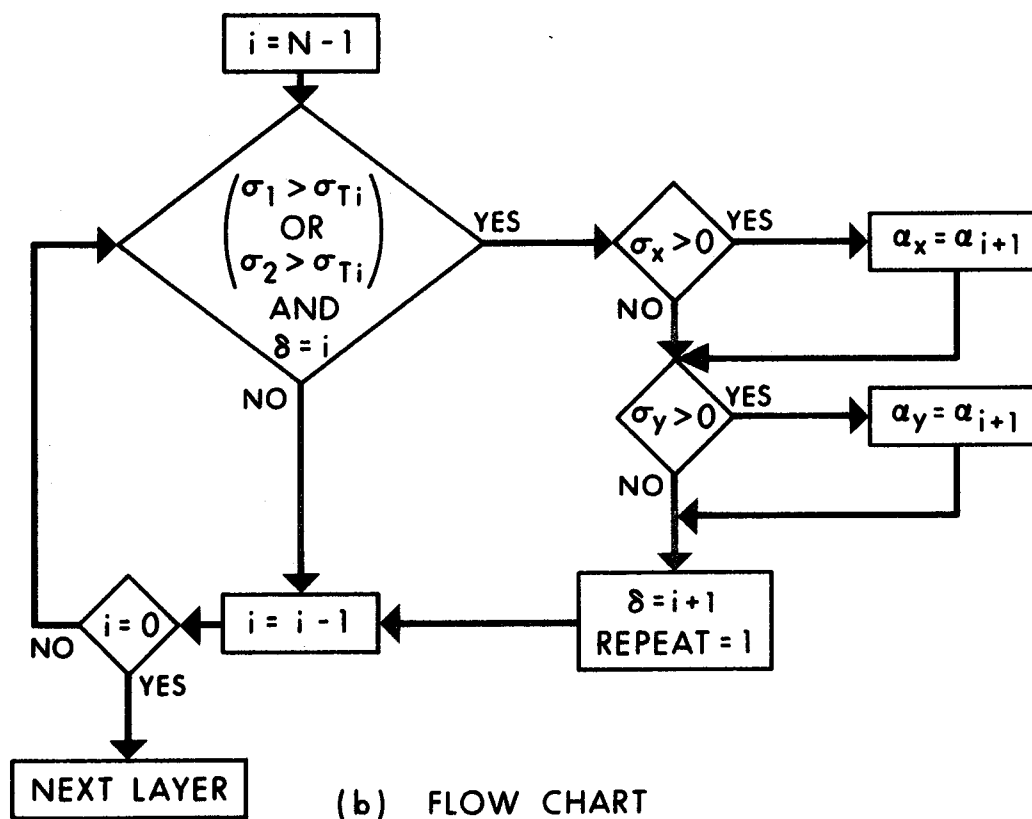 i = N - 1
(σ1 > σTi
OR
σ2 > σTi)
AND
δ = i
YES
NO
σx > 0
YES
NO
αx = αi+1
σy > 0
YES
NO
αy = αi+1
δ = i + 1
REPEAT = 1
i = i - 1
i = 0
NO
YES
NEXT LAYER
(b) FLOW CHART